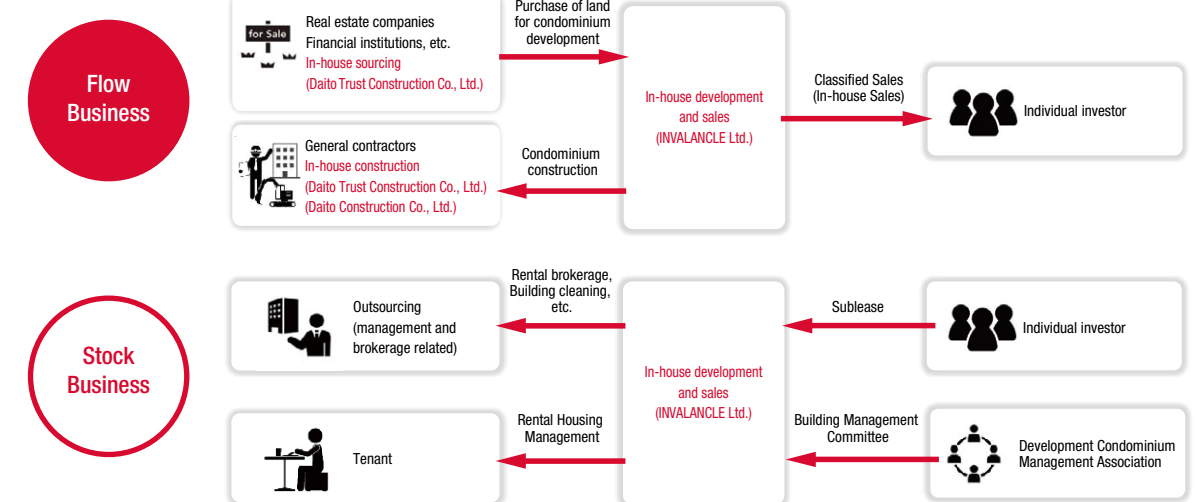 Flow
Business
for Sale
Real estate companies
Financial institutions, etc.
In-house sourcing
(Daito Trust Construction Co., Ltd.)
Purchase of land
for condominium
development
General contractors
In-house construction
(Daito Trust Construction Co., Ltd.)
(Daito Construction Co., Ltd.)
Condominium
construction
In-house development
and sales
(INVALANCLE Ltd.)
Classified Sales
(In-house Sales)
Individual investor
Stock
Business
Outsourcing
(management and
brokerage related)
Rental brokerage,
Building cleaning,
etc.
Tenant
Rental Housing
Management
In-house development
and sales
(INVALANCLE Ltd.)
Sublease
Individual investor
Building Management
Committee
Development Condominium
Management Association